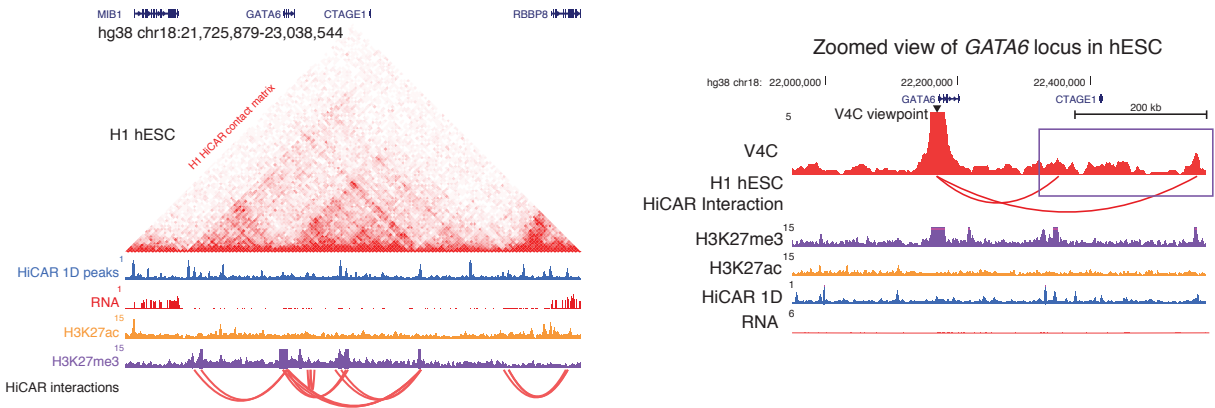 MIB1 GATA6 CTAGE1 RBBP8
hg38 chr18:21,725,879-23,038,544
H1 HiCAR contact matrix
H1 hESC
HiCAR 1D peaks 1
RNA 1
H3K27ac 15
H3K27me3 15
HiCAR interactions
Zoomed view of GATA6 locus in hESC
hg38 chr18: 22,000,000 22,200,000 22,400,000
GATA6 CTAGE1
200 kb
V4C viewpoint
5
V4C
H1 hESC
HiCAR Interaction
H3K27me3 15
H3K27ac 15
HiCAR 1D 1
RNA 6